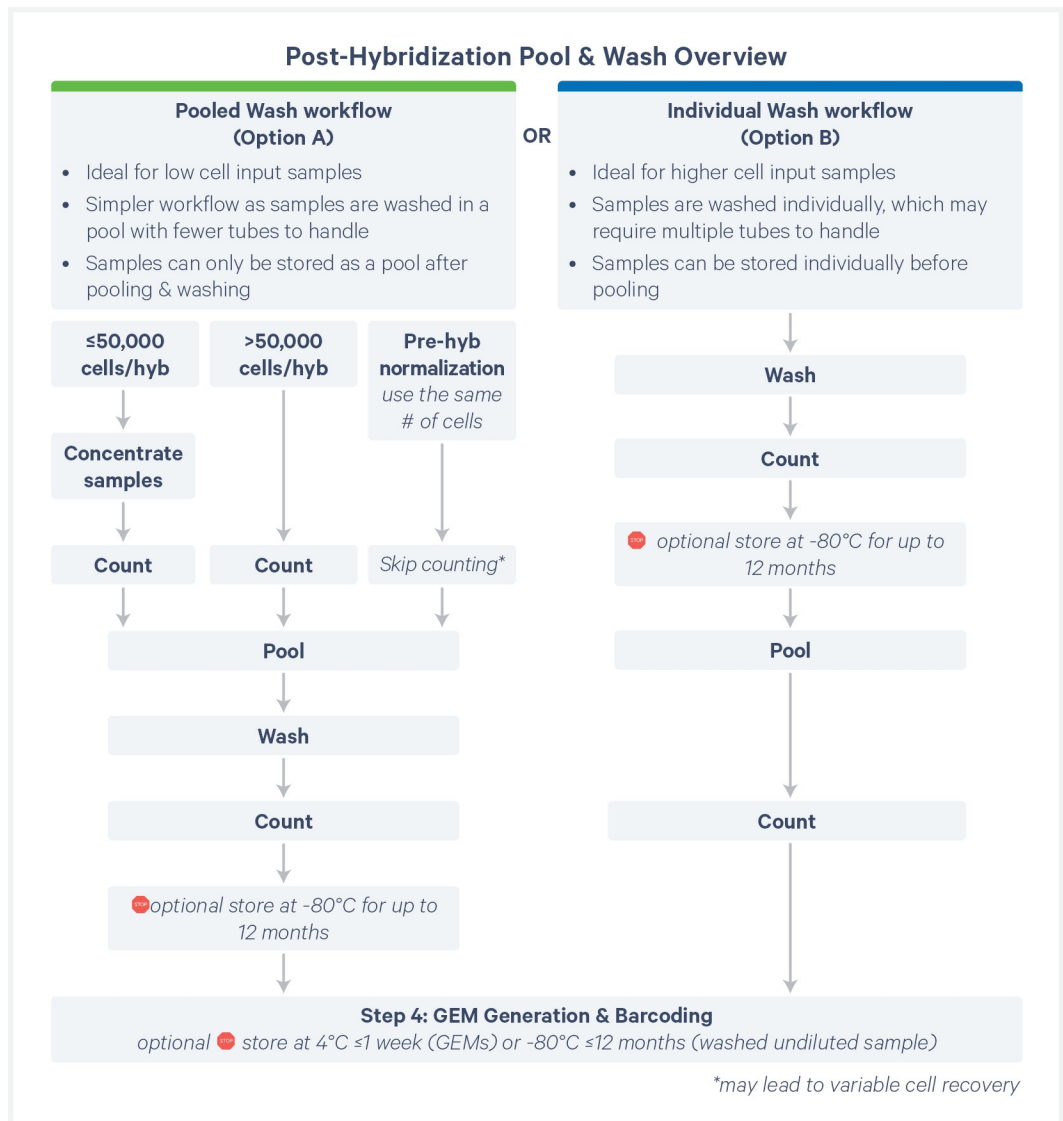 Post-Hybridization Pool & Wash Overview
Pooled Wash workflow
(Option A)
• Ideal for low cell input samples
• Simpler workflow as samples are washed in a
pool with fewer tubes to handle
• Samples can only be stored as a pool after
pooling & washing
OR
Individual Wash workflow
(Option B)
• Ideal for higher cell input samples
• Samples are washed individually, which may
require multiple tubes to handle
• Samples can be stored individually before
pooling
≤50,000
cells/hyb
Concentrate
samples
Count
>50,000
cells/hyb
Count
Pre-hyb
normalization
use the same
# of cells
Skip counting*
Pool
Wash
Count
STOP optional store at -80°C for up to
12 months
Wash
Count
STOP optional store at -80°C for up to
12 months
Pool
Count
Step 4: GEM Generation & Barcoding
optional STOP store at 4°C ≤1 week (GEMs) or -80°C ≤12 months (washed undiluted sample)
*may lead to variable cell recovery